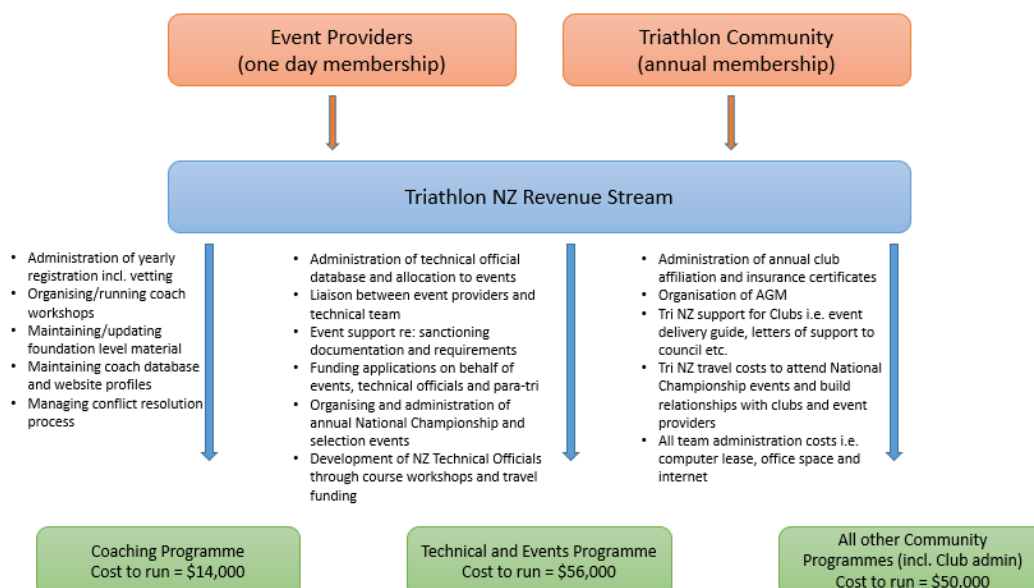 Event Providers
(one day membership)
Triathlon Community
(annual membership)
Triathlon NZ Revenue Stream
• Administration of yearly
registration incl. vetting
• Organising/running coach
workshops
• Maintaining/updating
foundation level material
• Maintaining coach database
and website profiles
• Managing conflict resolution
process
• Administration of technical official
database and allocation to events
• Liaison between event providers and
technical team
• Event support re: sanctioning
documentation and requirements
• Funding applications on behalf of
events, technical officials and para-tri
• Organising and administration of
annual National Championship and
selection events
• Development of NZ Technical Officials
through course workshops and travel
funding
• Administration of annual club
affiliation and insurance certificates
• Organisation of AGM
• Tri NZ support for Clubs i.e. event
delivery guide, letters of support to
council etc.
• Tri NZ travel costs to attend National
Championship events and build
relationships with clubs and event
providers
• All team administration costs i.e.
computer lease, office space and
internet
Coaching Programme
Cost to run = $14,000
Technical and Events Programme
Cost to run = $56,000
All other Community
Programmes (incl. Club admin)
Cost to run = $50,000